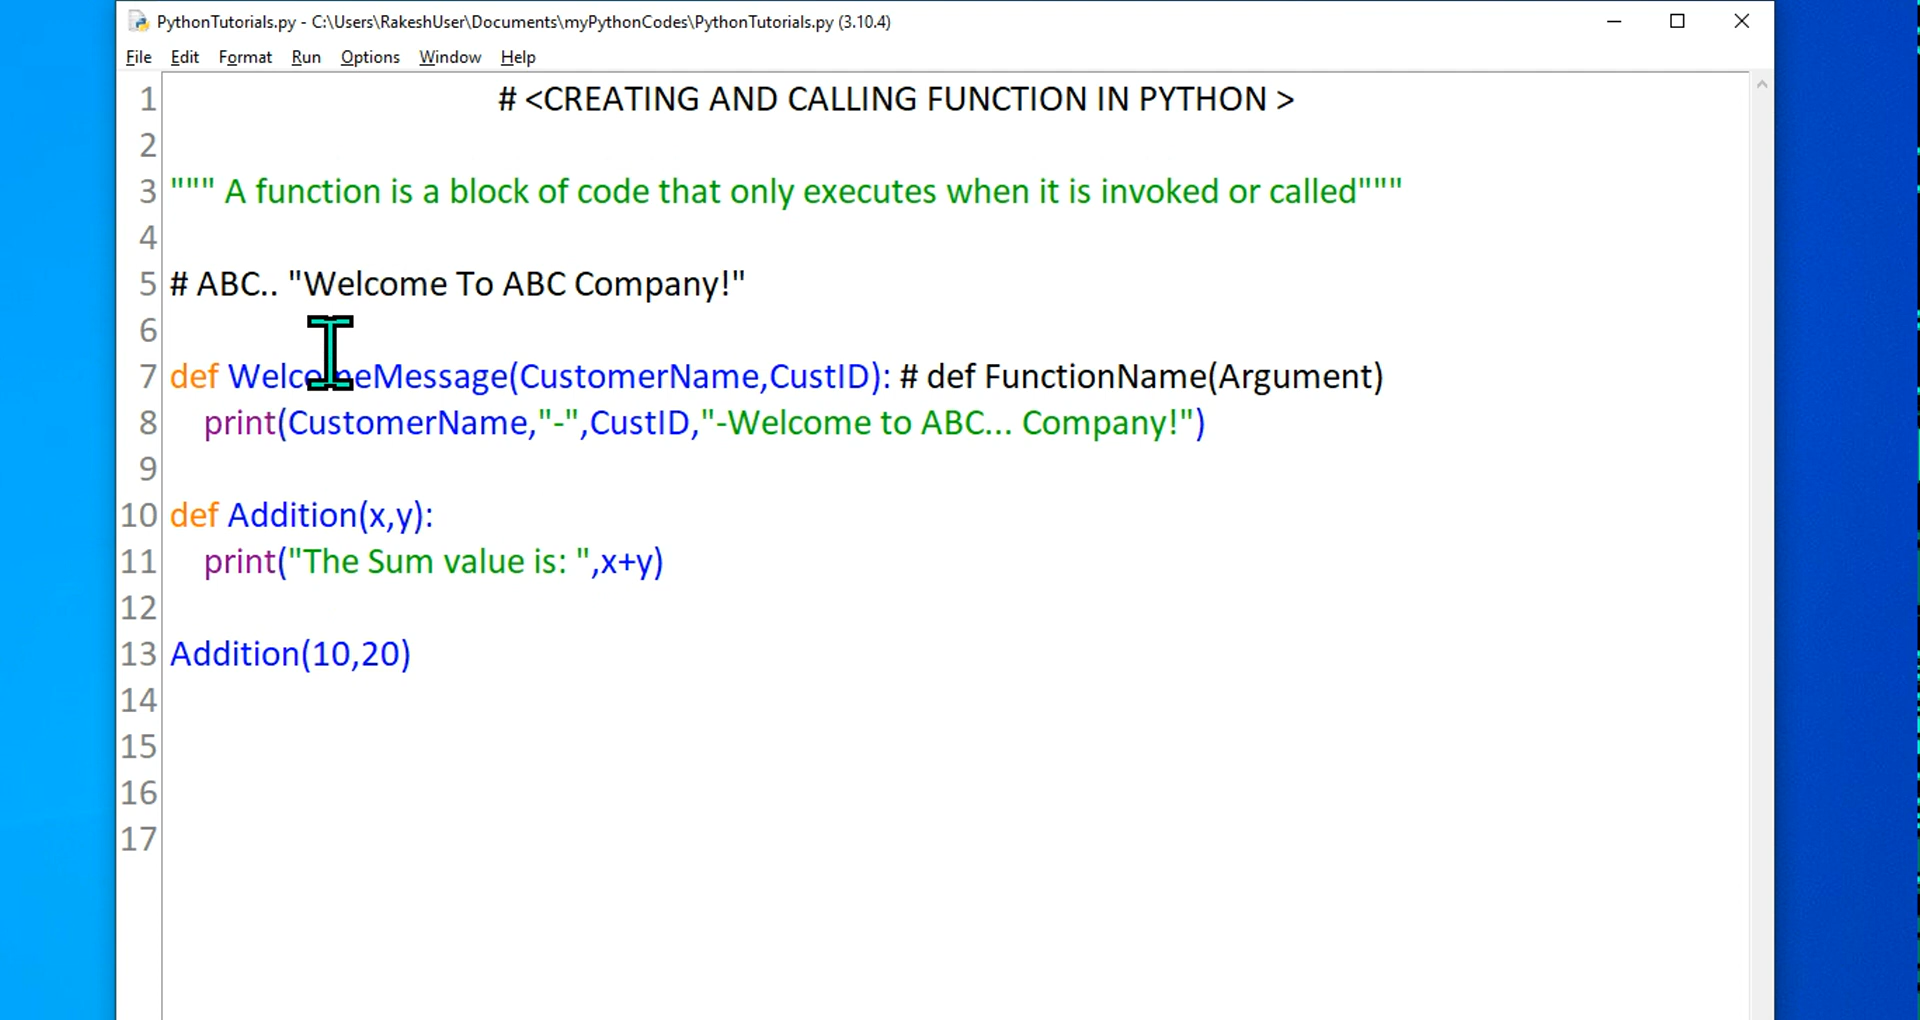 PythonTutorials.py - C:\Users\RakeshUser\Documents\myPythonCodes\PythonTutorials.py (3.10.4)
File Edit Format Run Options Window Help
1 # <CREATING AND CALLING FUNCTION IN PYTHON >
2
3 """ A function is a block of code that only executes when it is invoked or called"""
4
5 # ABC.. "Welcome To ABC Company!"
6
7 def WelcomeMessage(CustomerName,CustID): # def FunctionName(Argument)
8     print(CustomerName,"-",CustID,"-Welcome to ABC... Company!")
9
10 def Addition(x,y):
11     print("The Sum value is: ",x+y)
12
13 Addition(10,20)
14
15
16
17